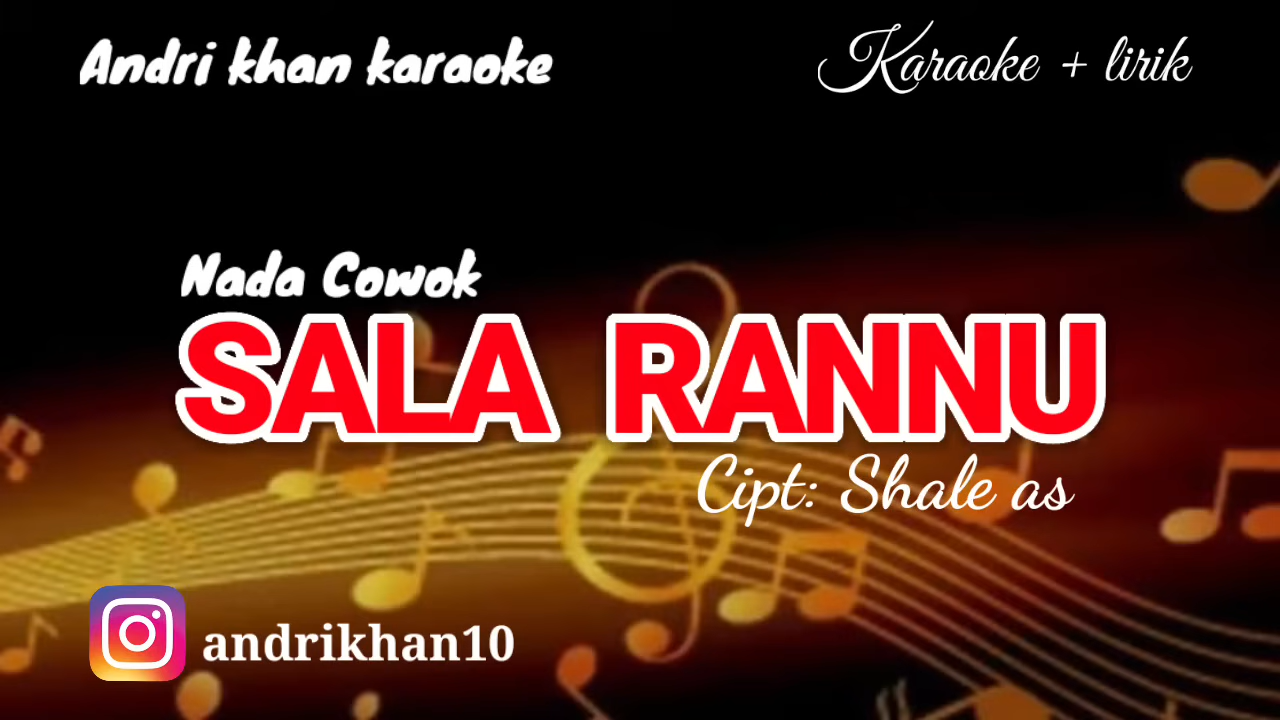 Andri khan karaoke
Karaoke + lirik
Nada Cowok
SALA RANNU
Cipt: Shale as
andrikhan10